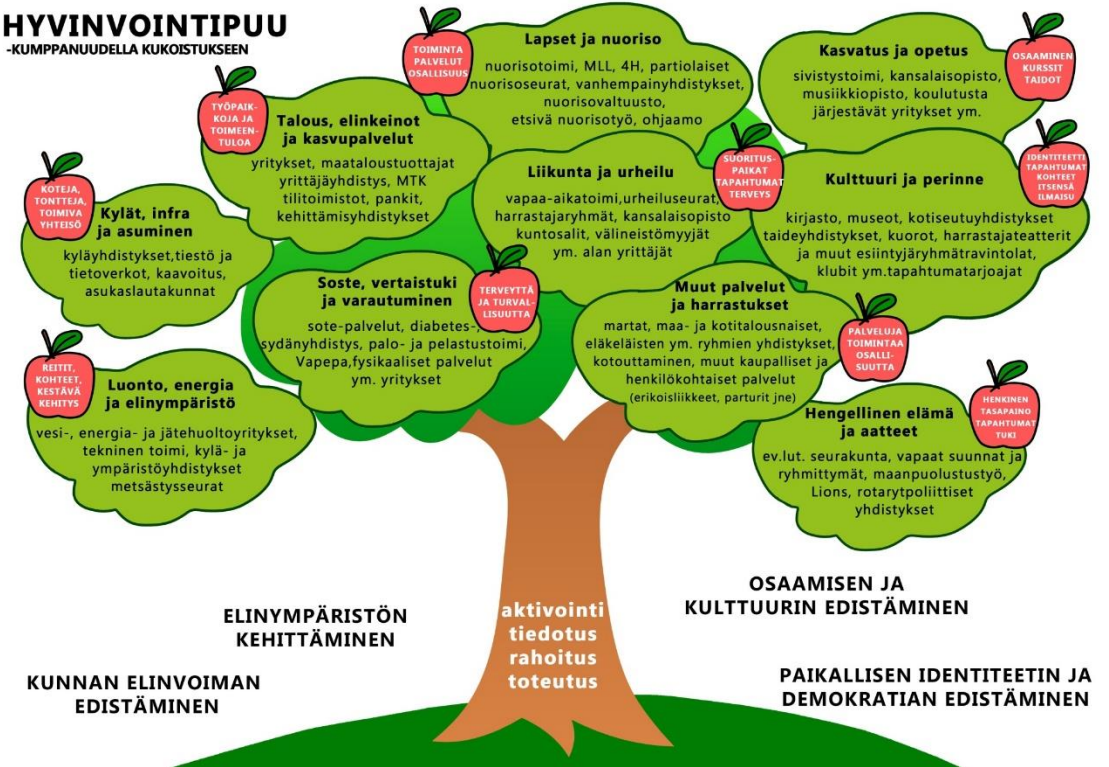 HYVINVOINTIPUU
-KUMPPANUUDELLA KUKOISTUKSEEN
TOIMINTA
PALVELUT
OSALLISUUS
Lapset ja nuoriso
nuorisotoimi, MLL, 4H, partiolaiset
nuorisoseurat, vanhempainyhdistykset,
nuorisovaltuusto,
etsivä nuorisotyö, ohjaamo
Kasvatus ja opetus
sivistystoimi, kansalaisopisto,
musiikkiopisto, koulutusta
järjestävät yritykset ym.
OSAAMINEN
KURSSIT
TAIDOT
TYÖPAIK-
KOJA JA
TOIMEEN-
TULOA
Talous, elinkeinot
ja kasvupalvelut
yritykset, maataloustuottajat
yrittäjäyhdistys, MTK
tilitoimistot, pankit,
kehittämisyhdistykset
Liikunta ja urheilu
vapaa-aikatoimi,urheiluseurat,
harrastajaryhmät, kansalaisopisto
kuntosalit, välineistömyyjät
ym. alan yrittäjät
SUORITUS-
PAIKAT
TAPAHTUMAT
TERVEYS
Kulttuuri ja perinne
kirjasto, museot, kotiseutuyhdistykset
taideyhdistykset, kuorot, harrastajateatterit
ja muut esiintyjäryhmätravintolat,
klubit ym.tapahtumatarjoajat
IDENTITEETTI
TAPAHTUMAT
KOHTEET
ITSENSÄ
ILMAISU
KOTEJA,
TONTTEJA,
TOIMIVA
YHTEISÖ
Kylät, infra
ja asuminen
kyläyhdistykset,tiestö ja
tietoverkot, kaavoitus,
asukaslautakunnat
Soste, vertaistuki
ja varautuminen
sote-palvelut, diabetes-,
sydänyhdistys, palo- ja pelastustoimi,
Vapepa,fysikaaliset palvelut
ym. yritykset
TERVEYTTÄ
JA TURVAL-
LISUUTTA
Muut palvelut
ja harrastukset
martat, maa- ja kotitalousnaiset,
eläkeläisten ym. ryhmien yhdistykset,
kotouttaminen, muut kaupalliset ja
henkilökohtaiset palvelut
(erikoisliikkeet, parturit jne)
PALVELUJA
TOIMINTAA
OSALLI-
SUUTTA
REITIT,
KOHTEET,
KESTÄVÄ
KEHITYS
Luonto, energia
ja elinympäristö
vesi-, energia- ja jätehuoltoyritykset,
tekninen toimi, kylä- ja
ympäristöyhdistykset
metsästysseurat
Hengellinen elämä
ja aatteet
ev.lut. seurakunta, vapaat suunnat ja
ryhmittymät, maanpuolustustyö,
Lions, rotarytpoliittiset
yhdistykset
HENKINEN
TASAPAINO
TAPAHTUMAT
TUKI
ELINYMPÄRISTÖN
KEHITTÄMINEN
KUNNAN ELINVOIMAN
EDISTÄMINEN
aktivointi
tiedotus
rahoitus
toteutus
OSAAMISEN JA
KULTTUURIN EDISTÄMINEN
PAIKALLISEN IDENTITEETIN JA
DEMOKRATIAN EDISTÄMINEN